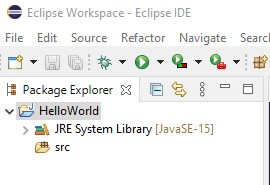 Eclipse Workspace - Eclipse IDE
File Edit Source Refactor Navigate Search
Package Explorer
HelloWorld
JRE System Library [JavaSE-15]
src